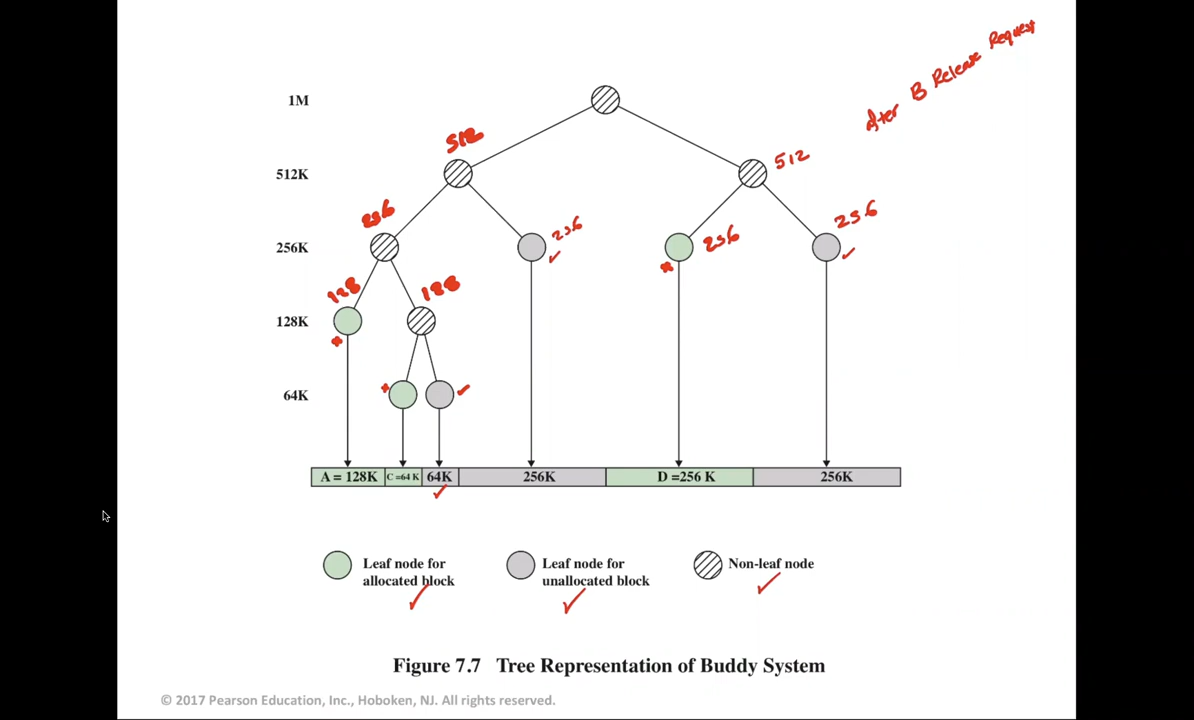 After B Release Request
1M
512
512K
512
256
256
256
256
256K
128
128
128K
64K
A = 128K C =64 K 64K 256K D =256 K 256K
Leaf node for
allocated block
Leaf node for
unallocated block
Non-leaf node
Figure 7.7 Tree Representation of Buddy System
© 2017 Pearson Education, Inc., Hoboken, NJ. All rights reserved.